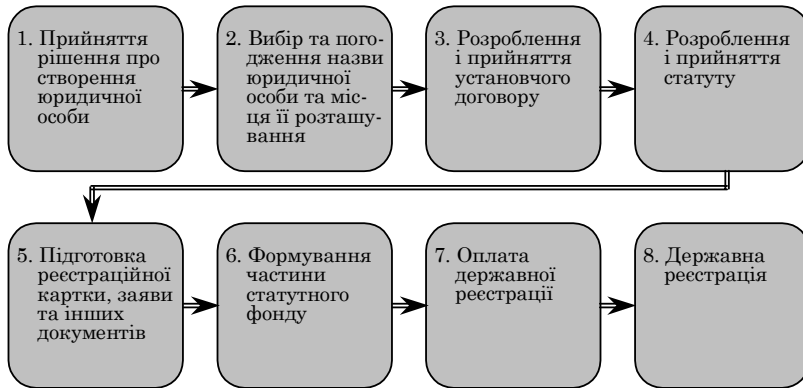 1. Прийняття
рішення про
створення
юридичної
особи
2. Вибір та пого-
дження назви
юридичної
особи та міс-
ця її розташу-
вання
3. Розроблення
і прийняття
установчого
договору
4. Розроблення
і прийняття
статуту
5. Підготовка
реєстраційної
картки, заяви
та інших
документів
6. Формування
частини
статутного
фонду
7. Оплата
державної
реєстрації
8. Державна
реєстрація